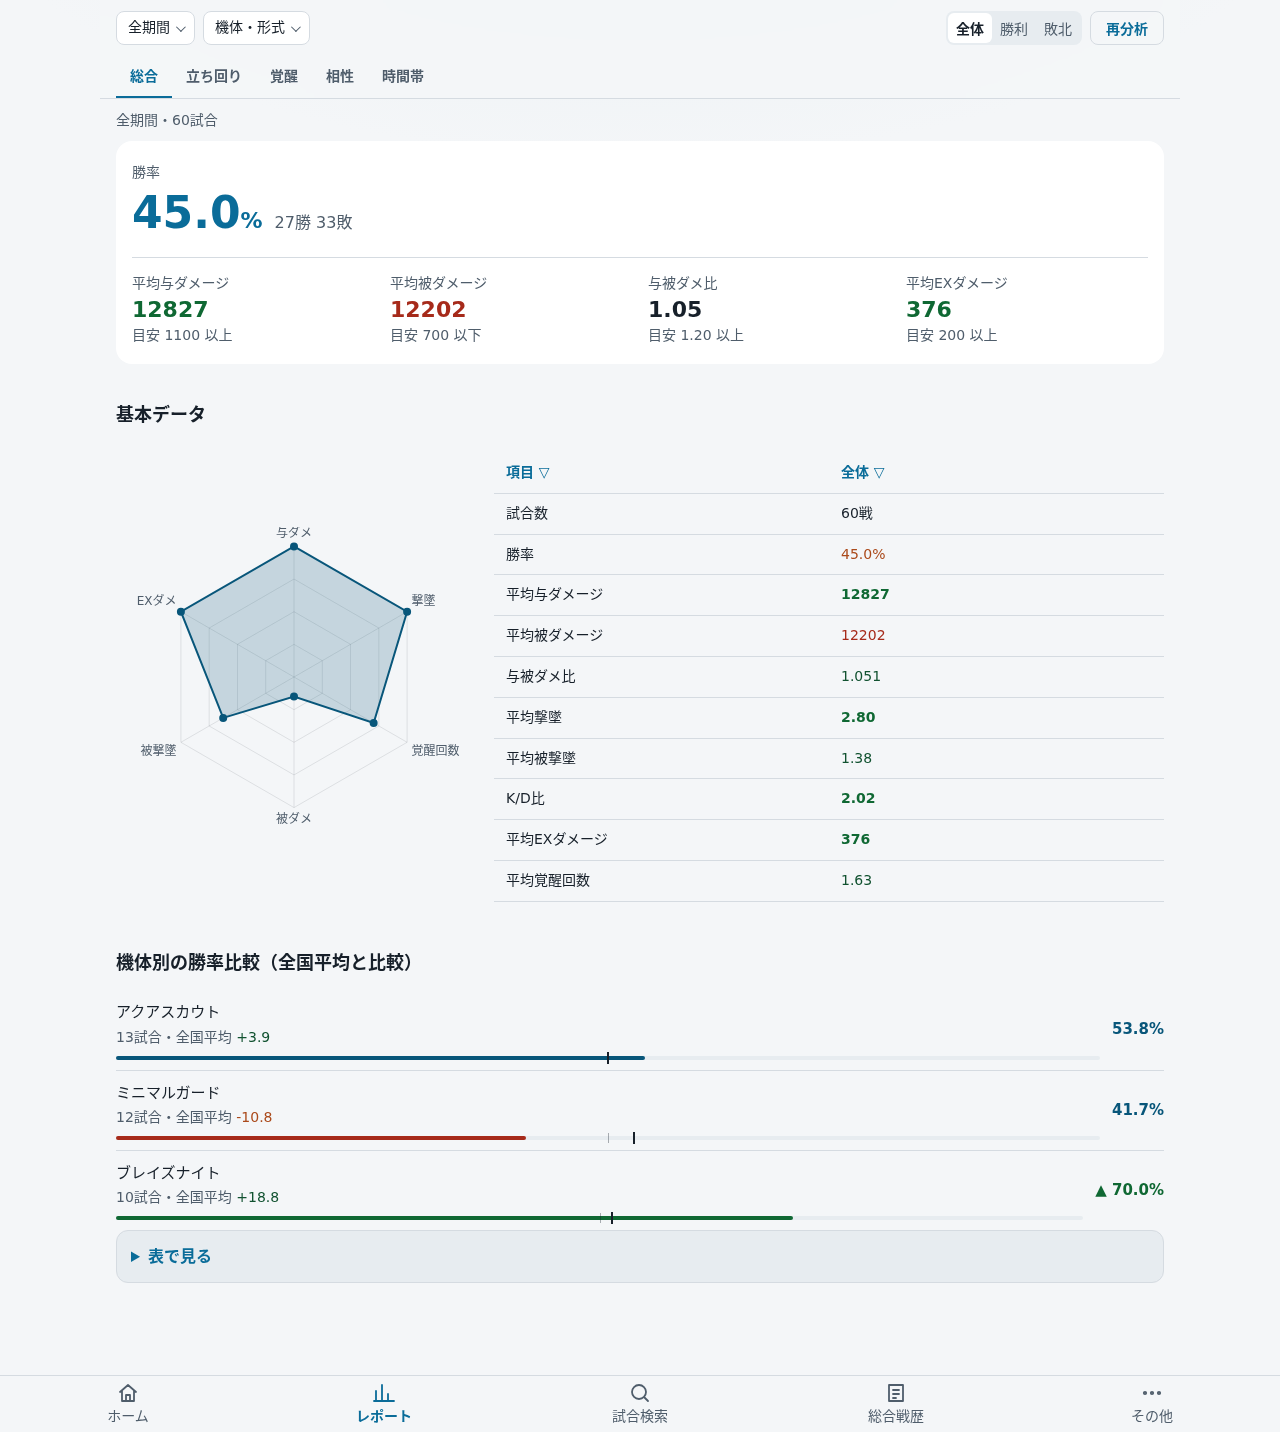 全期間
機体・形式
全体 勝利 敗北
再分析
総合 立ち回り 覚醒 相性 時間帯
全期間・60試合
勝率
45.0% 27勝 33敗
平均与ダメージ 平均被ダメージ 与被ダメ比 平均EXダメージ
12827 12202 1.05 376
目安 1100 以上 目安 700 以下 目安 1.20 以上 目安 200 以上
基本データ
与ダメ
撃墜
覚醒回数
被ダメ
被撃墜
EXダメ
項目 ▽ 全体 ▽
試合数 60戦
勝率 45.0%
平均与ダメージ 12827
平均被ダメージ 12202
与被ダメ比 1.051
平均撃墜 2.80
平均被撃墜 1.38
K/D比 2.02
平均EXダメージ 376
平均覚醒回数 1.63
機体別の勝率比較（全国平均と比較）
アクアスカウト
13試合・全国平均 +3.9
53.8%
ミニマルガード
12試合・全国平均 -10.8
41.7%
ブレイズナイト
10試合・全国平均 +18.8
▲ 70.0%
▶ 表で見る
ホーム レポート 試合検索 総合戦歴 その他